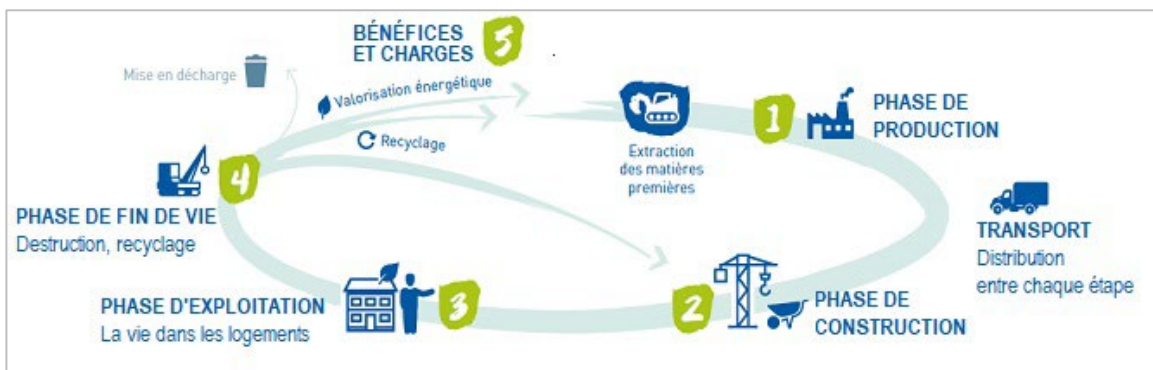 BÉNÉFICES
ET CHARGES
5
Mise en décharge
Valorisation énergétique
Recyclage
Extraction
des matières
premières
1
PHASE DE
PRODUCTION
4
PHASE DE FIN DE VIE
Destruction, recyclage
TRANSPORT
Distribution
entre chaque étape
PHASE D'EXPLOITATION
La vie dans les logements
3
2
PHASE DE
CONSTRUCTION